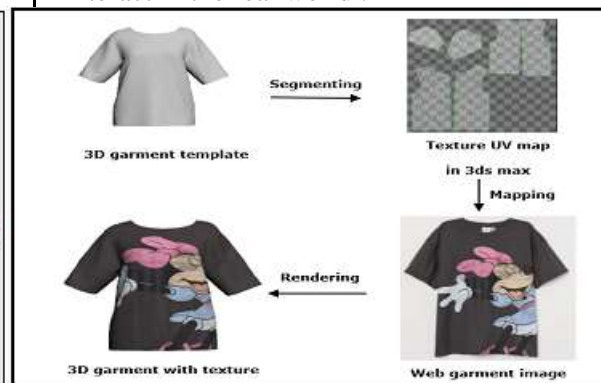 Segmenting
3D garment template
Texture UV map
in 3ds max
Mapping
Rendering
3D garment with texture
Web garment image